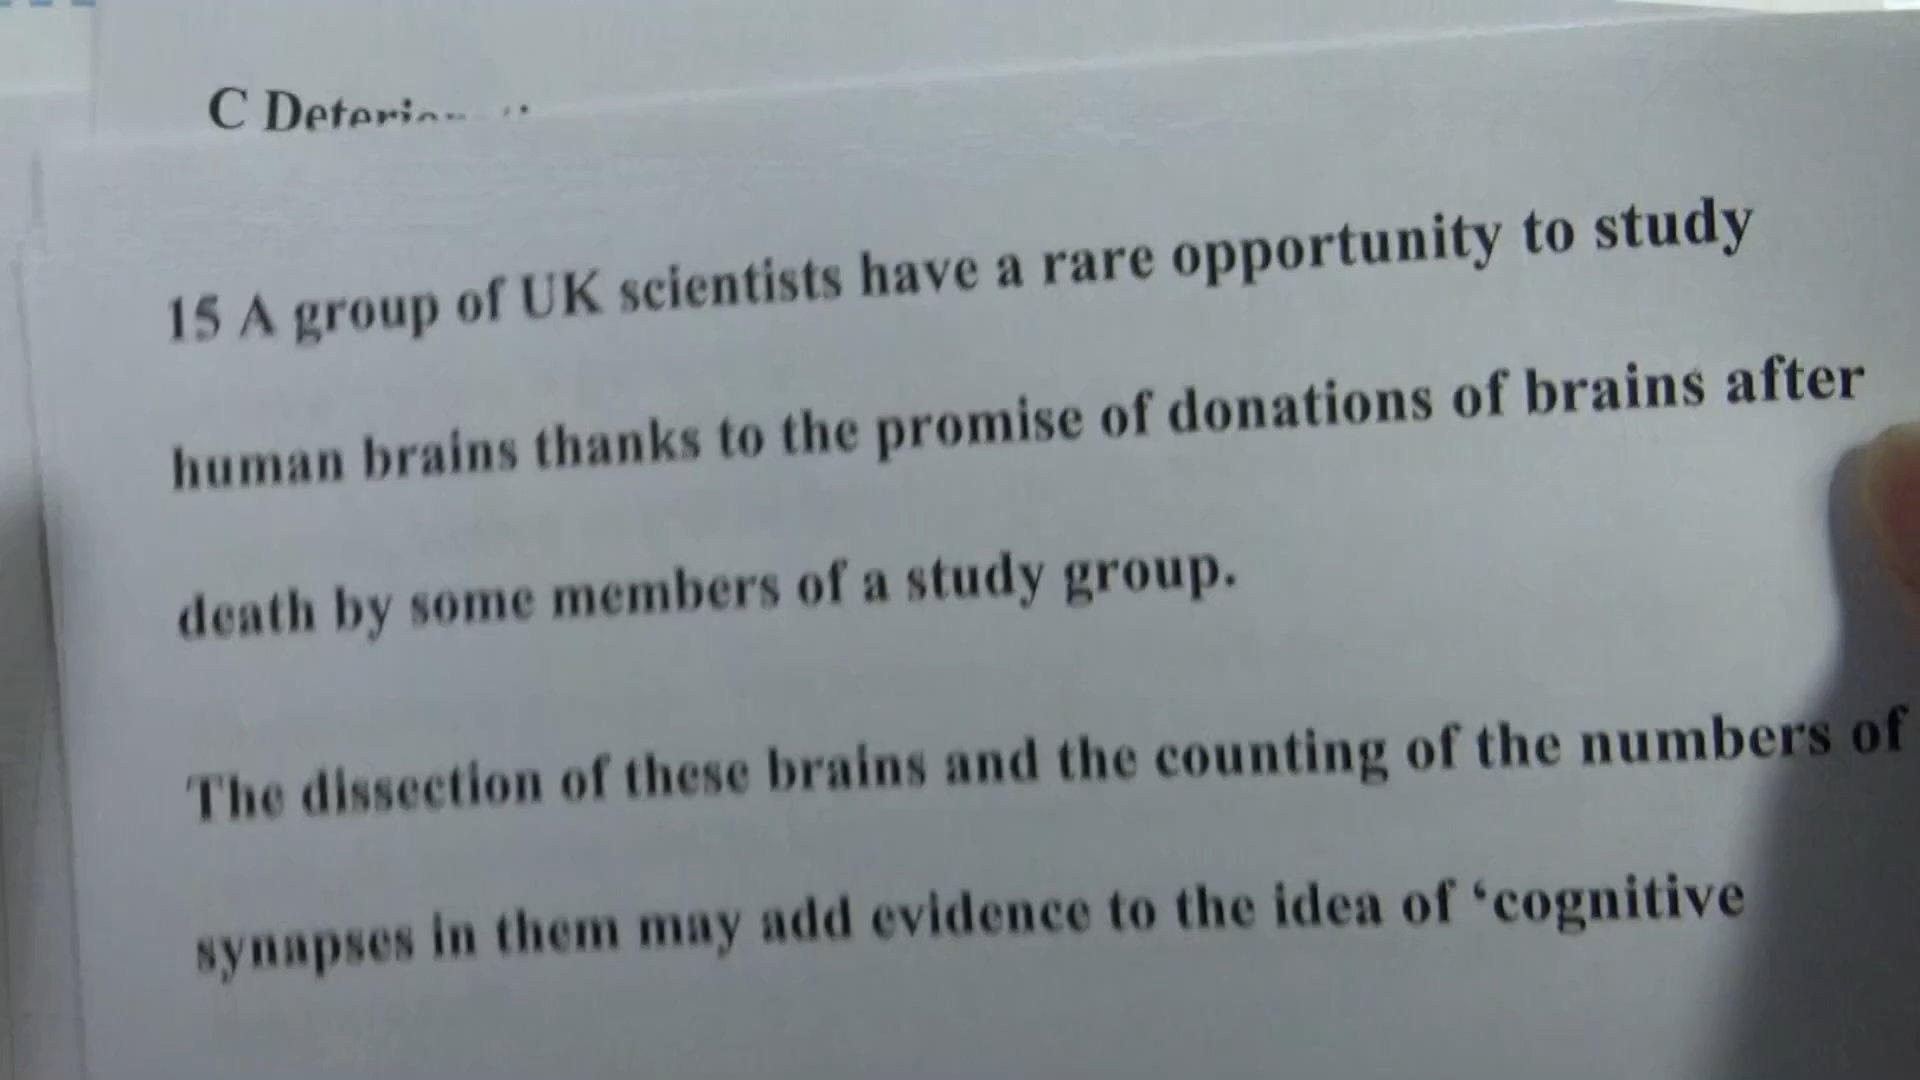 C
15 A group of UK scientists have a rare opportunity to study
human brains thanks to the promise of donations of brains after
death by some members of a study group.
The dissection of these brains and the counting of the numbers of
synapses in them may add evidence to the idea of ‘cognitive